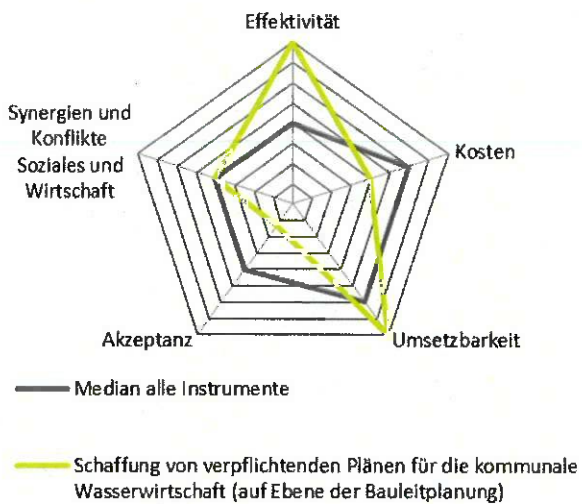 Effektivität
Synergien und
Konflikte
Soziales und
Wirtschaft
Kosten
Akzeptanz
Umsetzbarkeit
Median alle Instrumente
Schaffung von verpflichtenden Plänen für die kommunale
Wasserwirtschaft (auf Ebene der Bauleitplanung)